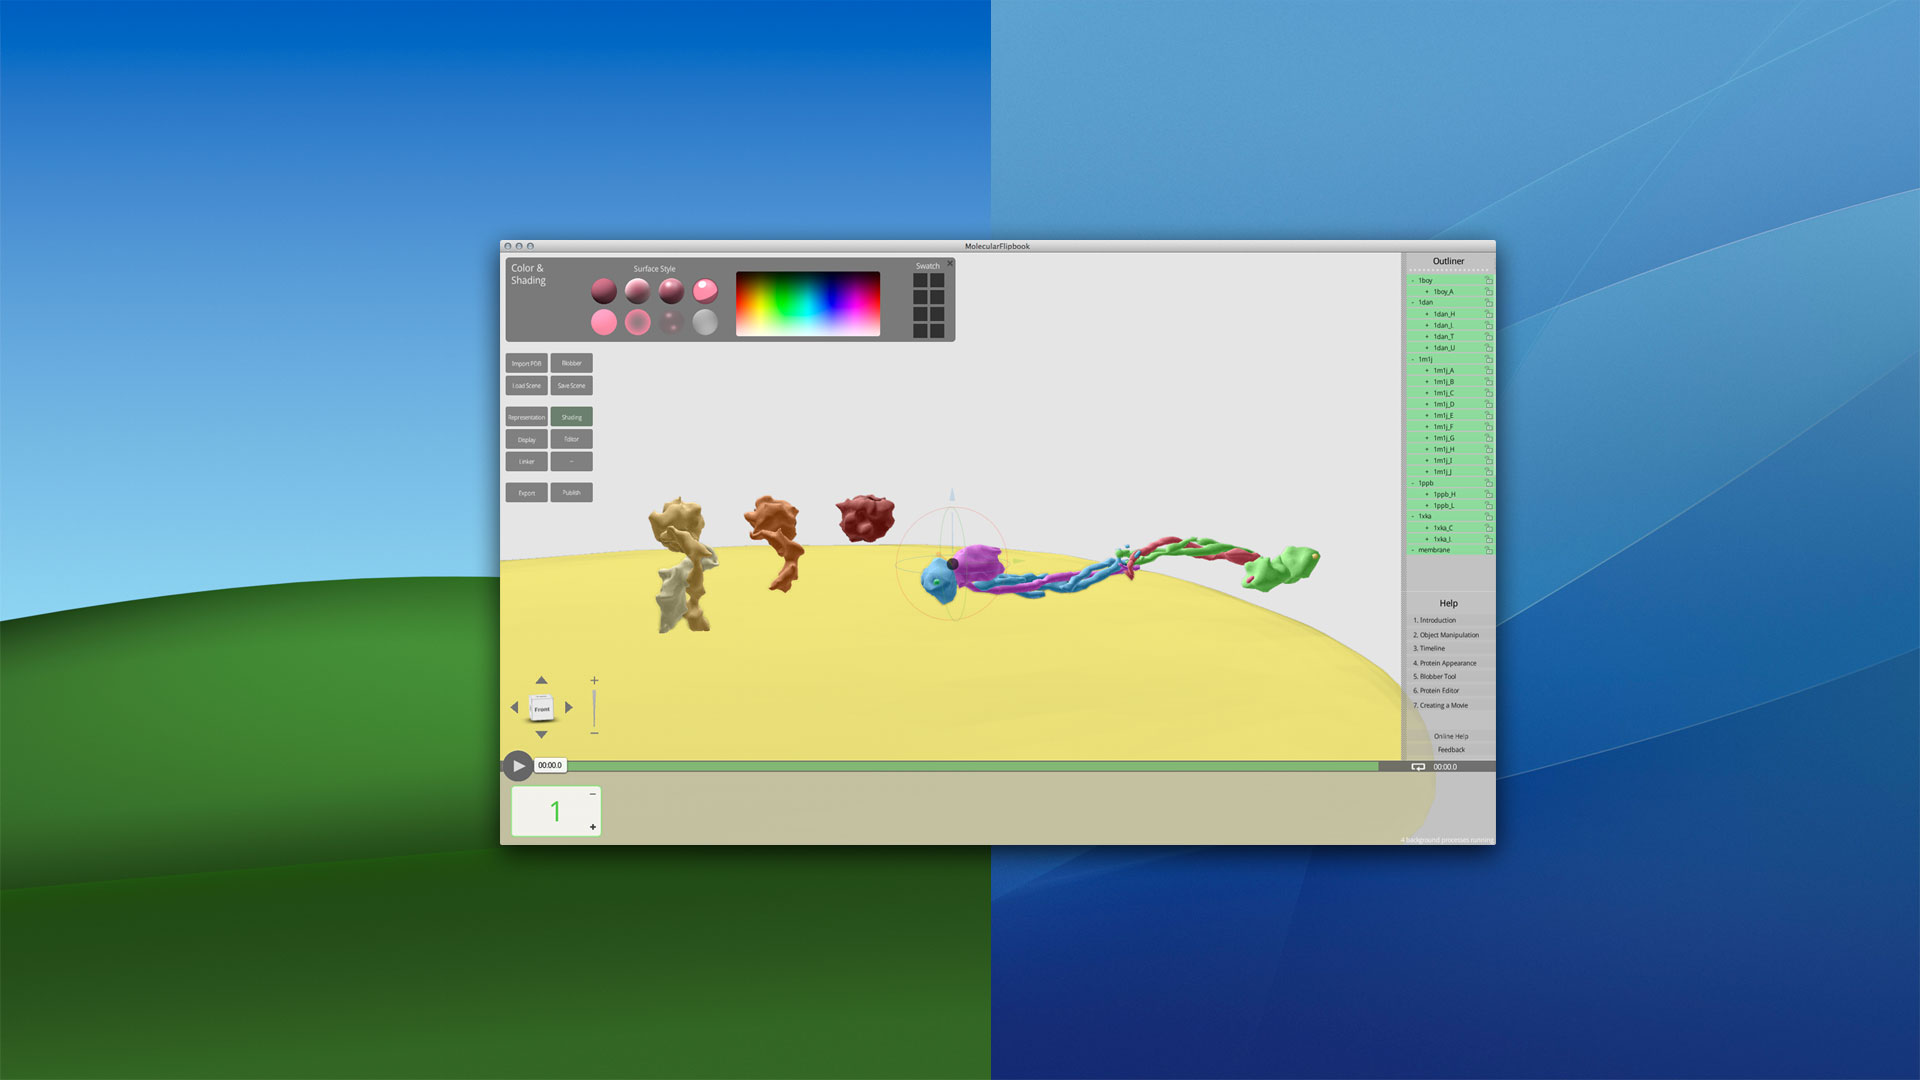 MolecularFlipbook
Color &
Shading
Surface Style
Swatch
Import PDB
Blobber
Load Scene
Save Scene
Representation
Shading
Display
Editor
Linker
Export
Publish
Front
Outliner
- 1boy
+ 1boy_A
- 1dan
+ 1dan_H
+ 1dan_L
+ 1dan_T
+ 1dan_U
- 1m1j
+ 1m1j_A
+ 1m1j_B
+ 1m1j_C
+ 1m1j_D
+ 1m1j_E
+ 1m1j_F
+ 1m1j_G
+ 1m1j_H
+ 1m1j_I
+ 1m1j_J
- 1ppb
+ 1ppb_H
+ 1ppb_L
- 1xka
+ 1xka_C
+ 1xka_L
- membrane
Help
1. Introduction
2. Object Manipulation
3. Timeline
4. Protein Appearance
5. Blobber Tool
6. Protein Editor
7. Creating a Movie
Online Help
Feedback
00:00.0
00:00.0
1
4 background processes running